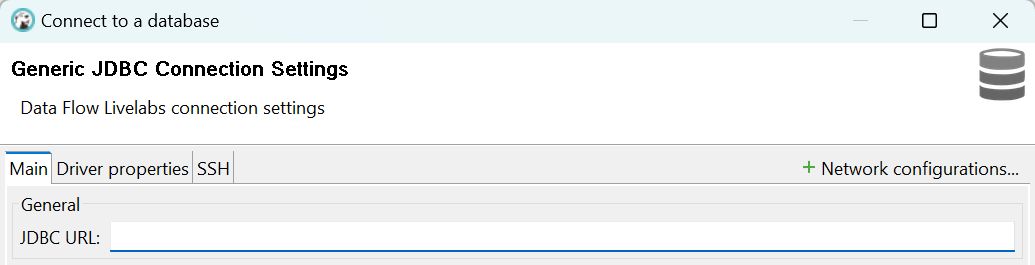 Connect to a database
Generic JDBC Connection Settings
Data Flow Livelabs connection settings
Main Driver properties SSH + Network configurations...
General
JDBC URL: